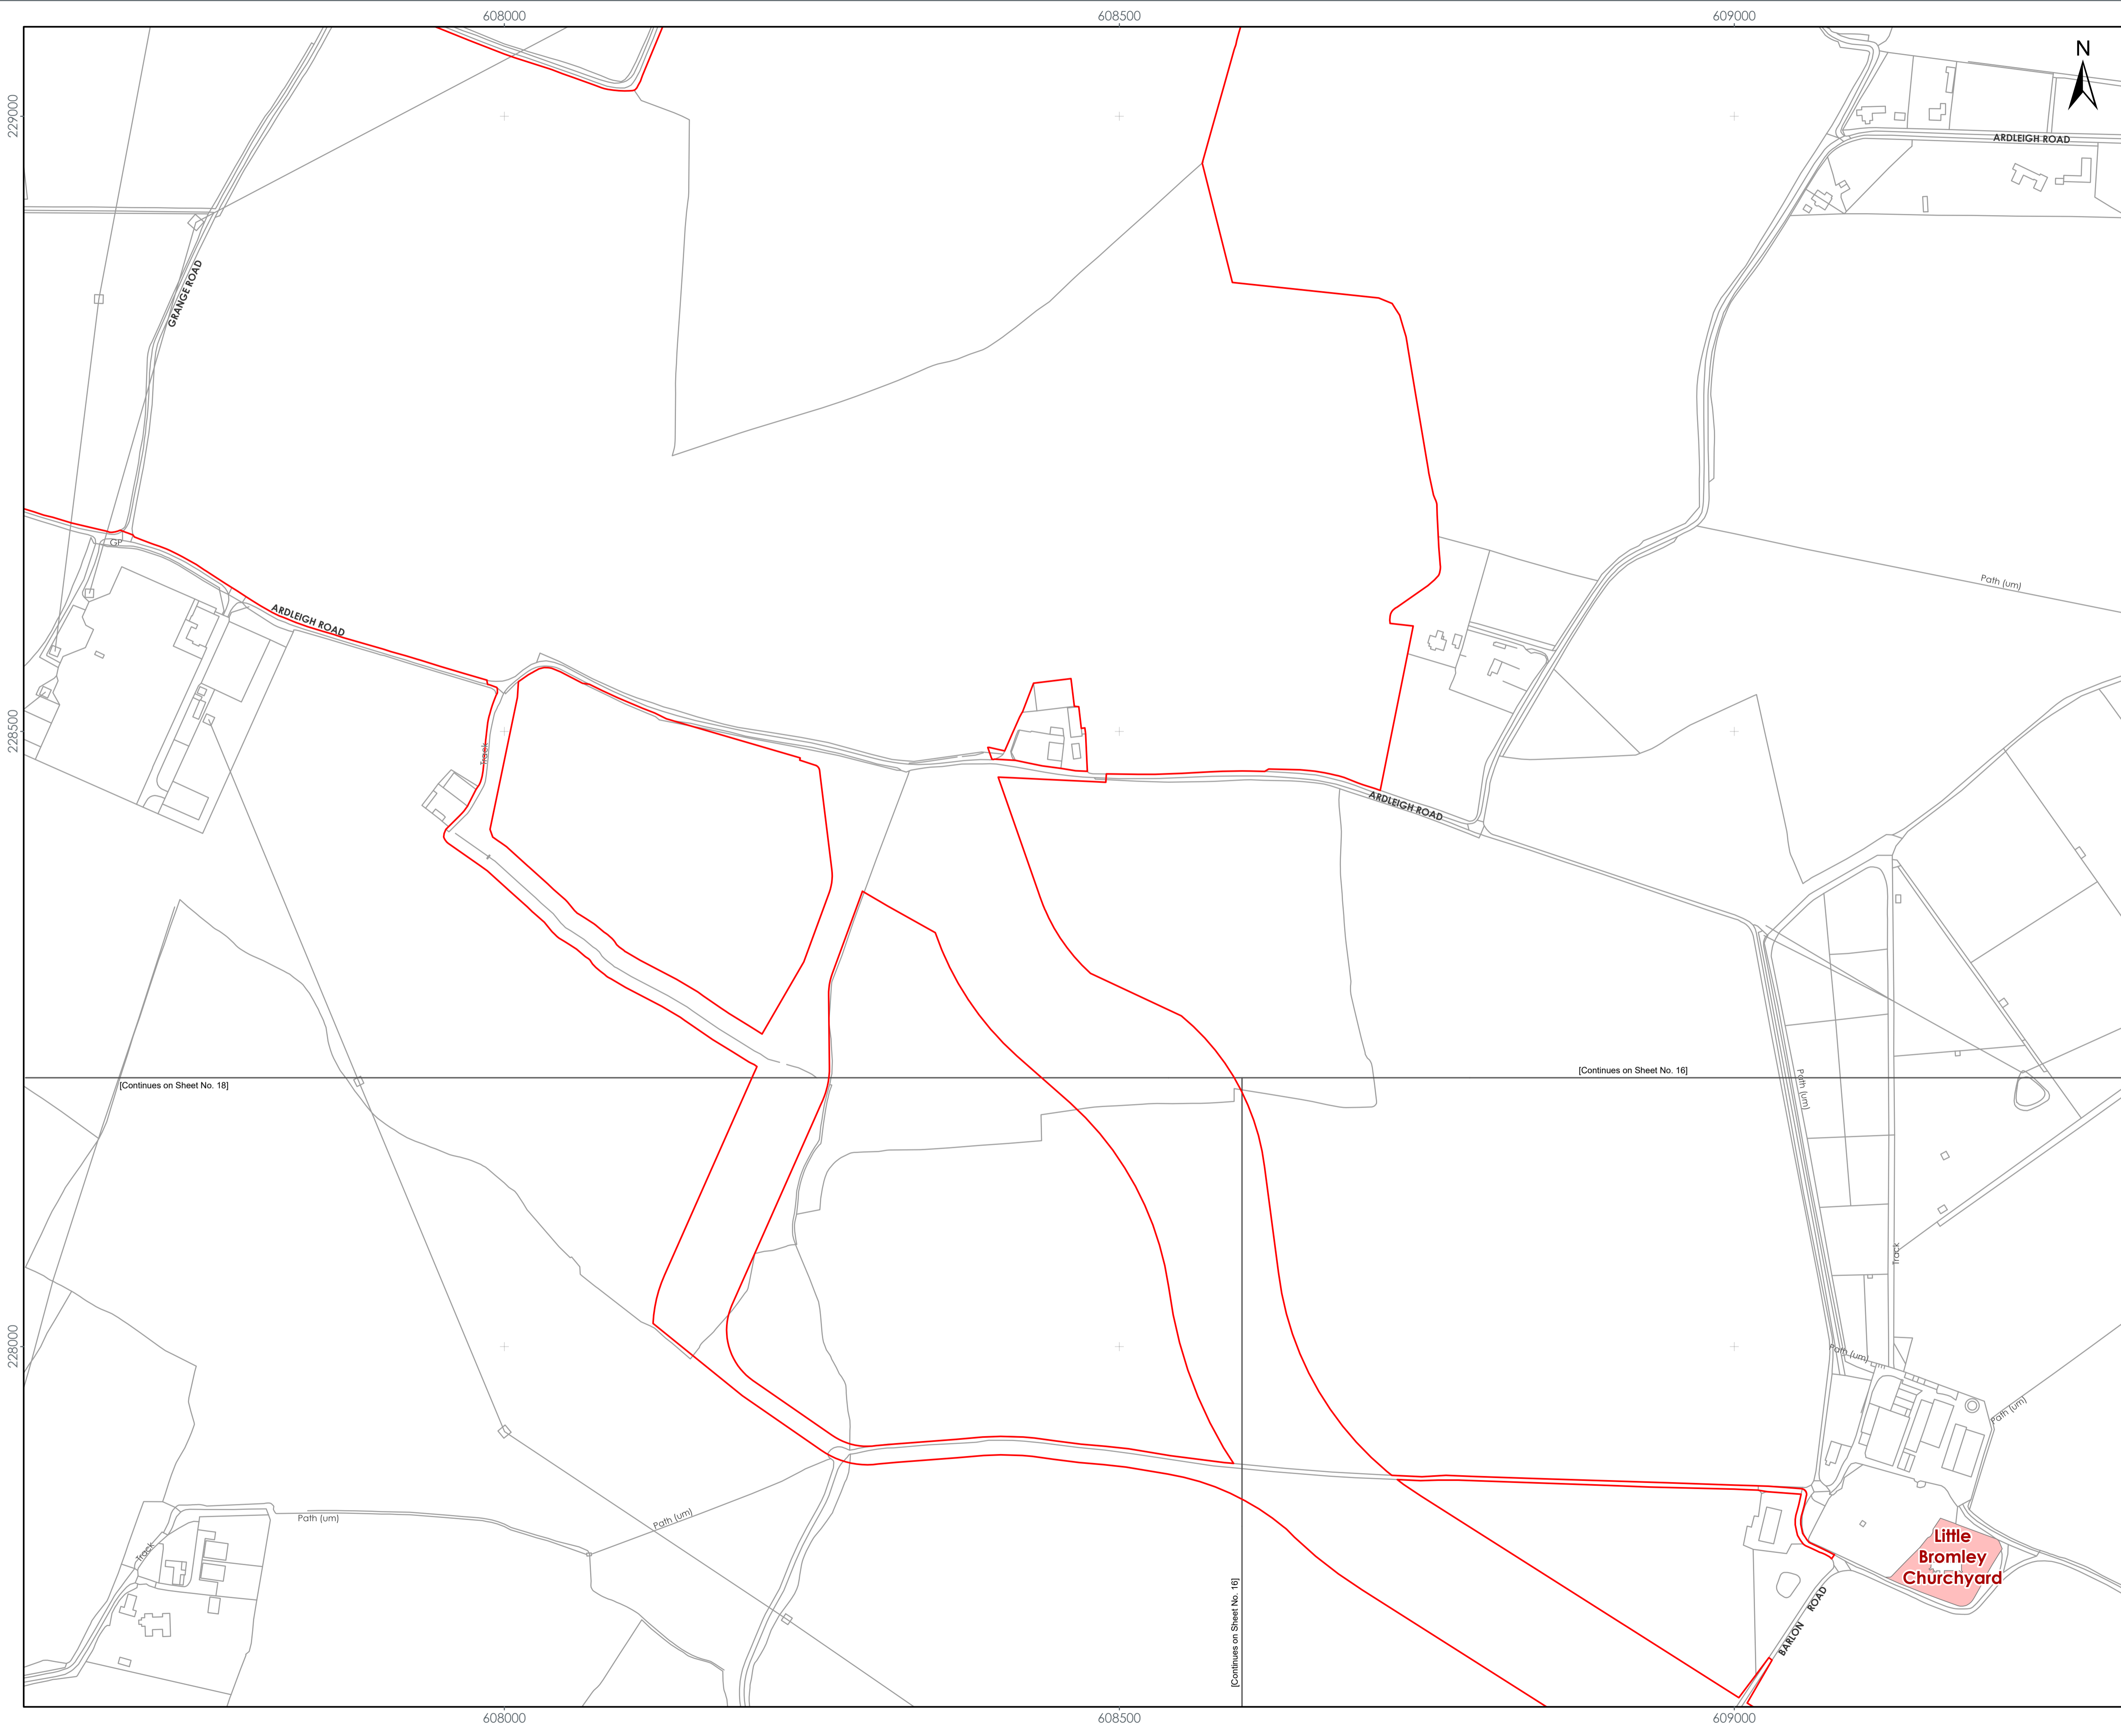 608000
608500
609000
N
229000
ARDLEIGH ROAD
GRANGE ROAD
GP
Path (um)
ARDLEIGH ROAD
228500
Track
ARDLEIGH ROAD
[Continues on Sheet No. 18]
[Continues on Sheet No. 16]
Path (um)
Track
228000
Path (um)
Path (um)
Path (um)
Path (um)
Track
Little
Bromley
Churchyard
[Continues on Sheet No. 16]
BARLON ROAD
608000
608500
609000